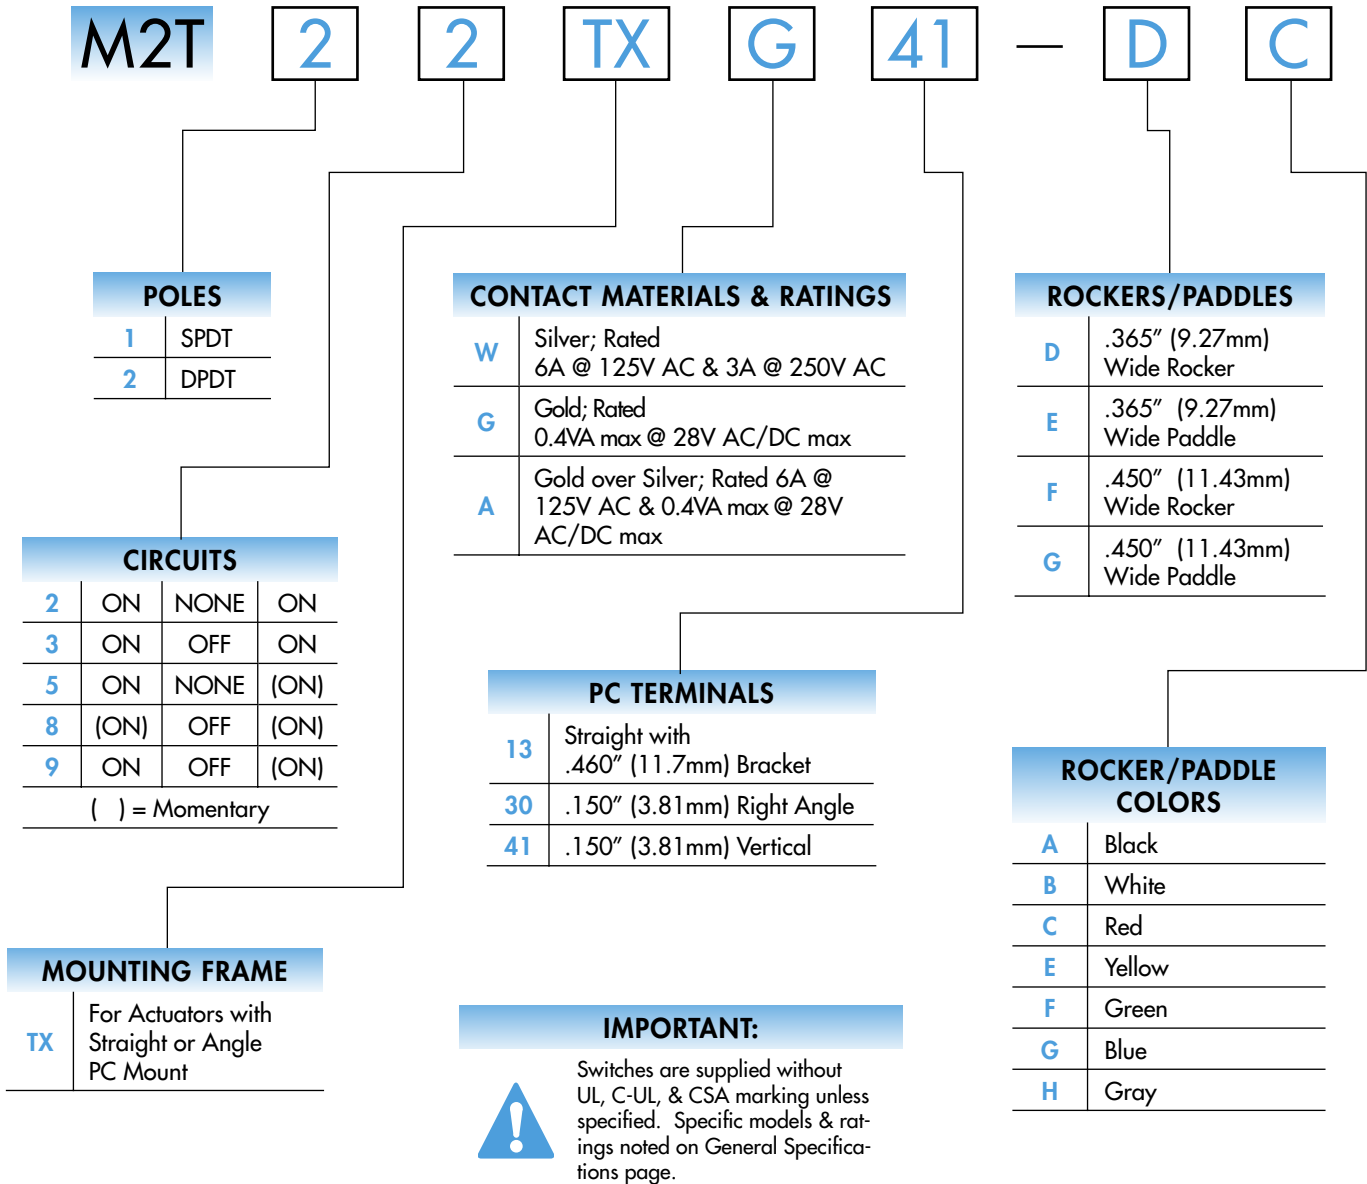 M2T 2 2 TX G 41 — D C
POLES
1 SPDT
2 DPDT
CIRCUITS
2 ON NONE ON
3 ON OFF ON
5 ON NONE (ON)
8 (ON) OFF (ON)
9 ON OFF (ON)
( ) = Momentary
MOUNTING FRAME
TX
For Actuators with
Straight or Angle
PC Mount
CONTACT MATERIALS & RATINGS
W
Silver; Rated
6A @ 125V AC & 3A @ 250V AC
G
Gold; Rated
0.4VA max @ 28V AC/DC max
A
Gold over Silver; Rated 6A @
125V AC & 0.4VA max @ 28V
AC/DC max
PC TERMINALS
13
Straight with
.460" (11.7mm) Bracket
30 .150" (3.81mm) Right Angle
41 .150" (3.81mm) Vertical
IMPORTANT:
Switches are supplied without
UL, C-UL, & CSA marking unless
specified. Specific models & rat-
ings noted on General Specifica-
tions page.
ROCKERS/PADDLES
D
.365" (9.27mm)
Wide Rocker
E
.365" (9.27mm)
Wide Paddle
F
.450" (11.43mm)
Wide Rocker
G
.450" (11.43mm)
Wide Paddle
ROCKER/PADDLE
COLORS
A Black
B White
C Red
E Yellow
F Green
G Blue
H Gray